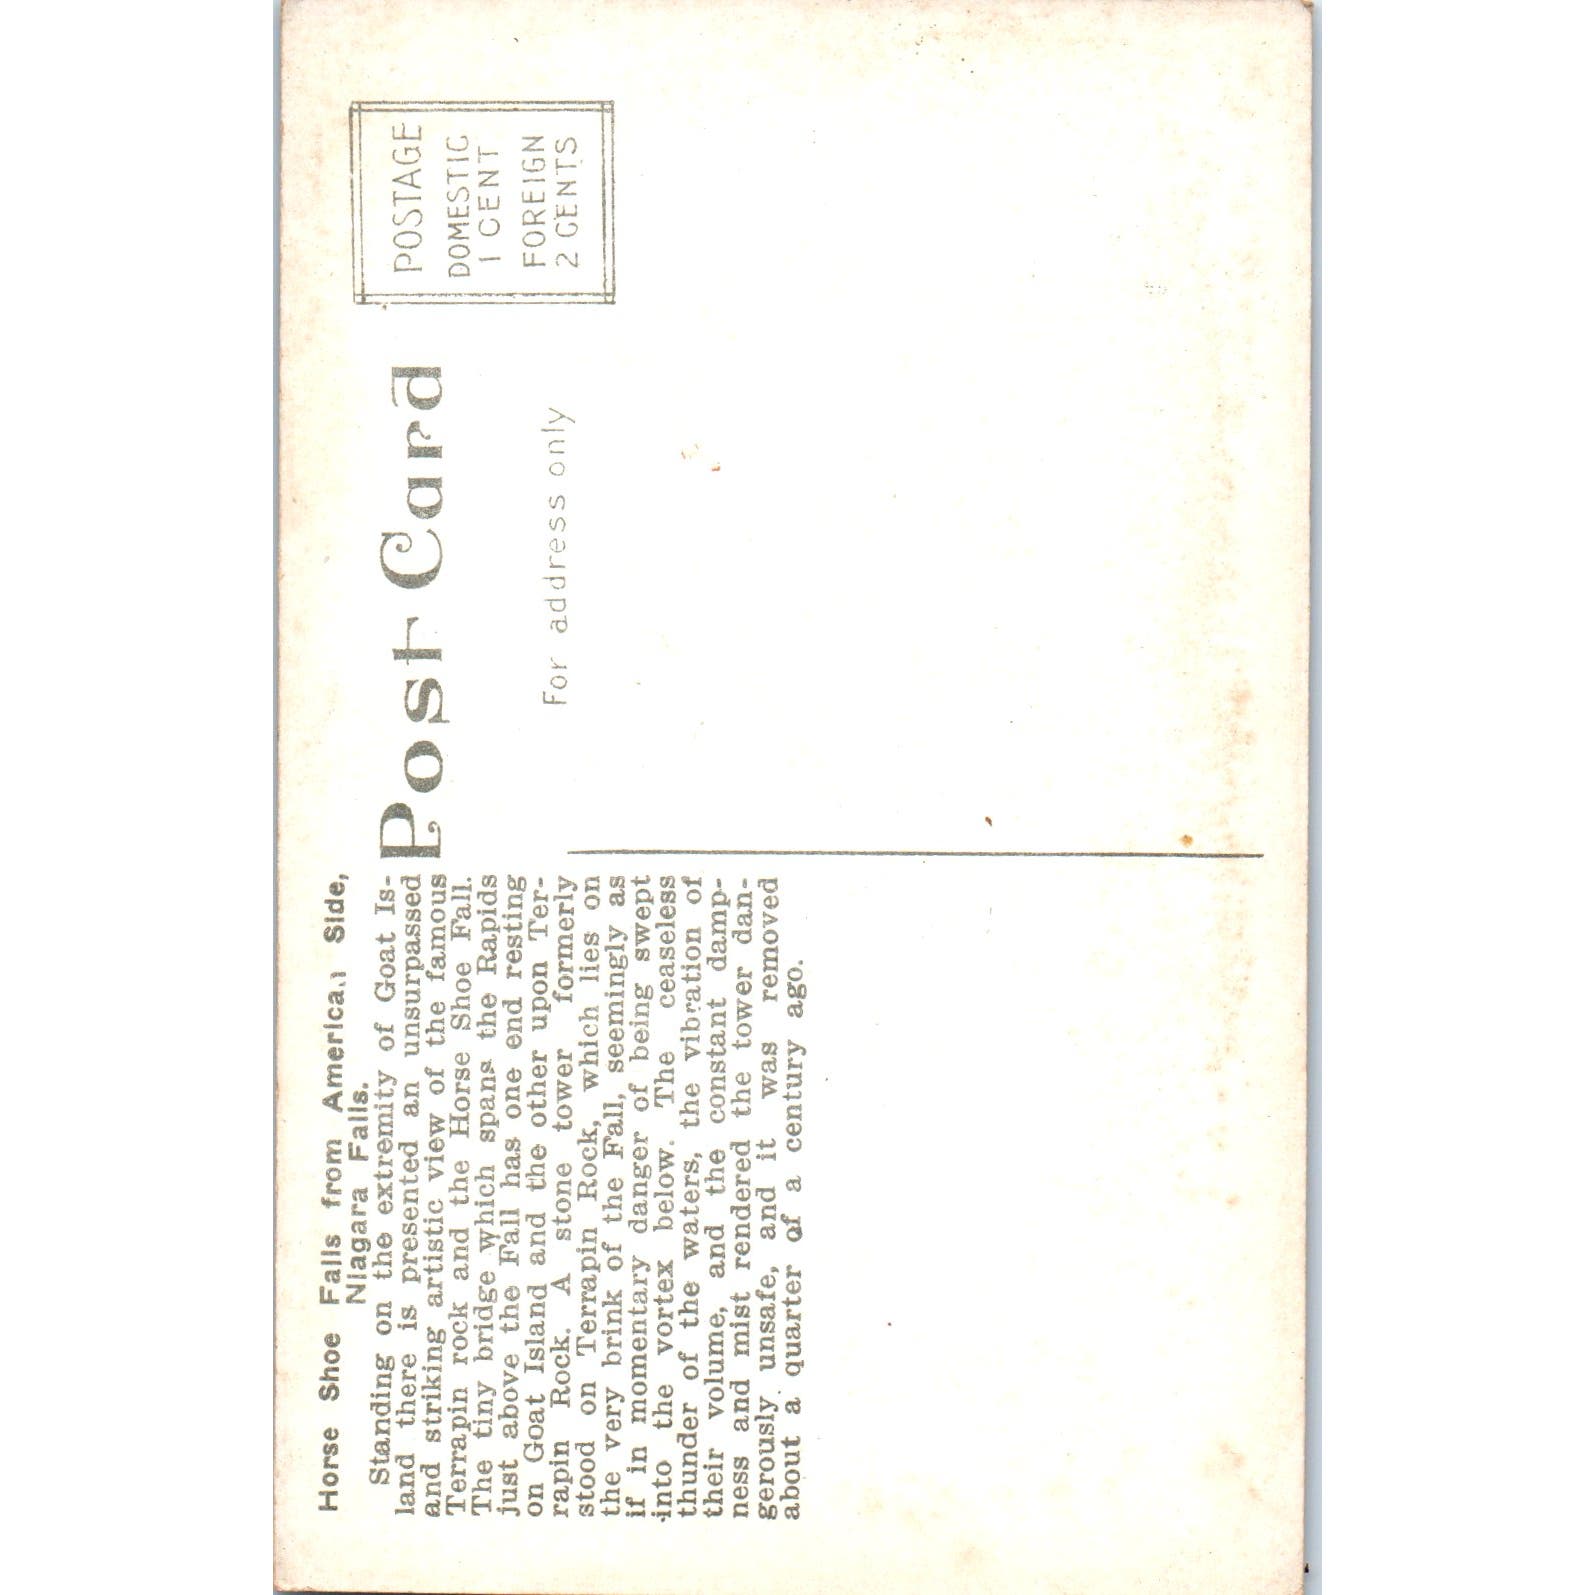 Horse Shoe Falls from American Side,
Niagara Falls.
Standing on the extremity of Goat Is-
land there is presented an unsurpassed
and striking artistic view of the famous
Terrapin rock and the Horse Shoe Fall.
The tiny bridge which spans the Rapids
just above the Fall has one end resting
on Goat Island and the other upon Ter-
rapin Rock. A stone tower formerly
stood on Terrapin Rock, which lies on
the very brink of the Fall, seemingly as
if in momentary danger of being swept
into the vortex below. The ceaseless
thunder of the waters, the vibration of
their volume, and the constant damp-
ness and mist rendered the tower dan-
gerously unsafe, and it was removed
about a quarter of a century ago.
Post Card
For address only
POSTAGE
DOMESTIC
1 CENT
FOREIGN
2 CENTS